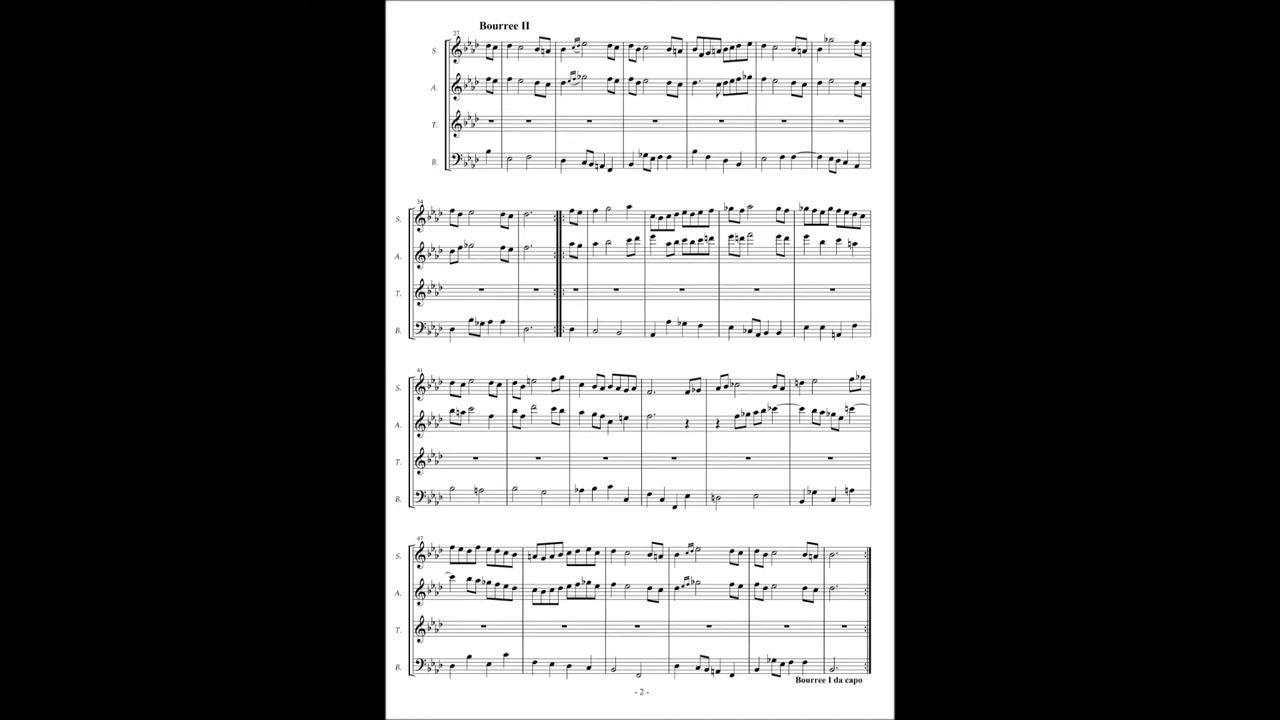 Bourree II
27
S.
A.
T.
B.
34
S.
A.
T.
B.
41
S.
A.
T.
B.
47
S.
A.
T.
B.
Bourree I da capo
- 2 -